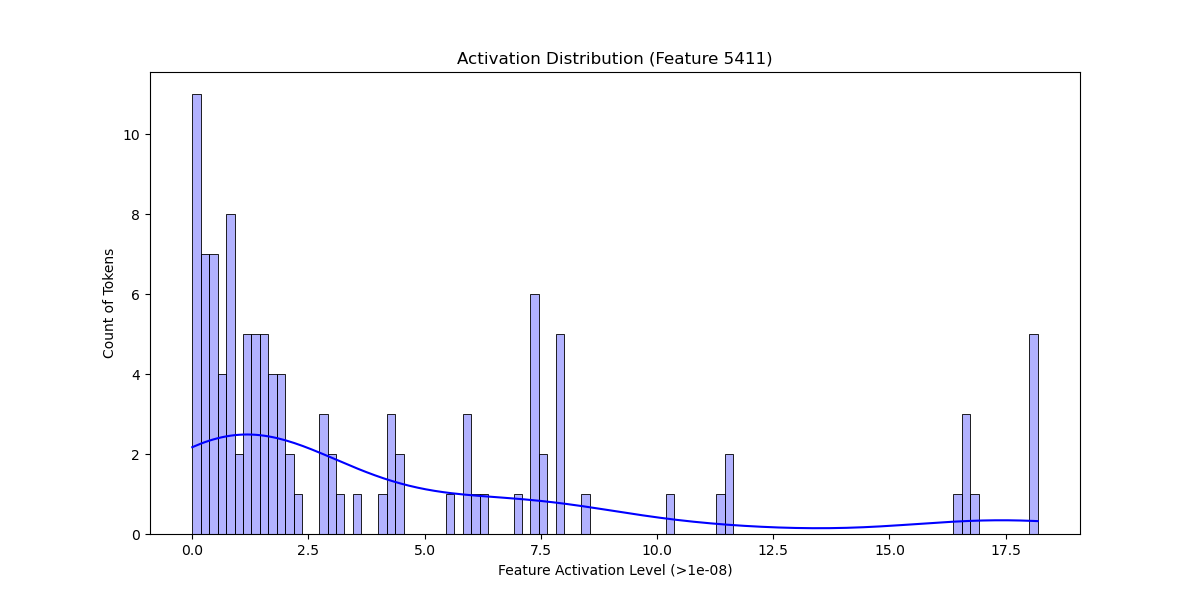 Activation Distribution (Feature 5411)
Count of Tokens
10
8
6
4
2
0
0.0 2.5 5.0 7.5 10.0 12.5 15.0 17.5
Feature Activation Level (>1e-08)